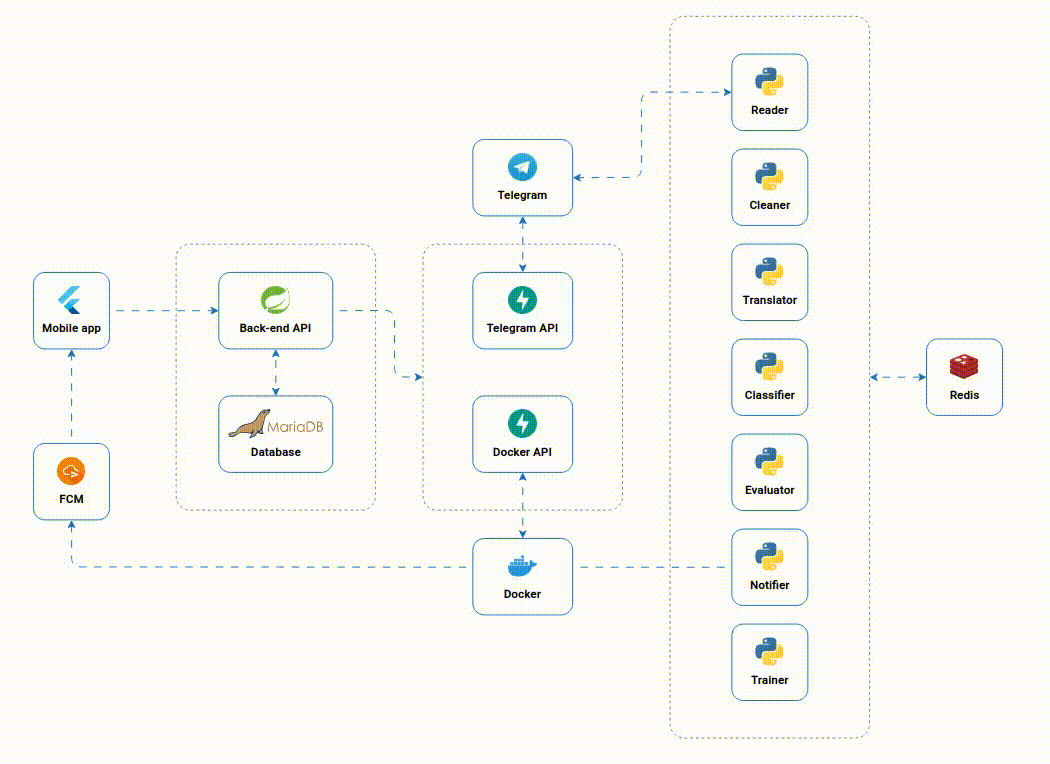 Reader
Cleaner
Telegram
Translator
Mobile app
Back-end API
Telegram API
Classifier
Redis
MariaDB
Database
Docker API
Evaluator
FCM
Docker
Notifier
Trainer